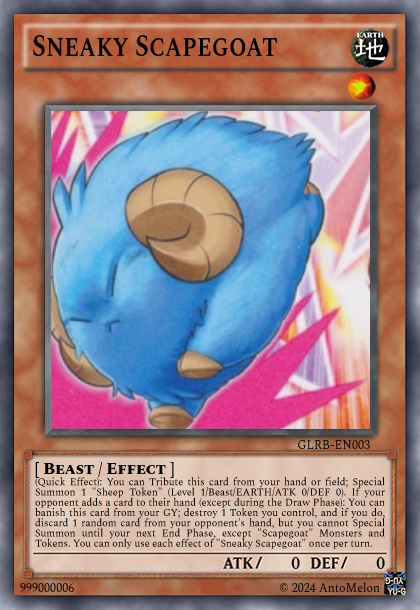 SNEAKY SCAPEGOAT
EARTH
地
GLRB-EN003
[ BEAST / EFFECT ]
(Quick Effect): You can Tribute this card from your hand or field; Special
Summon 1 "Sheep Token" (Level 1/Beast/EARTH/ATK 0/DEF 0). If your
opponent adds a card to their hand (except during the Draw Phase): You can
banish this card from your GY; destroy 1 Token you control, and if you do,
discard 1 random card from your opponent's hand, but you cannot Special
Summon until your next End Phase, except "Scapegoat" Monsters and
Tokens. You can only use each effect of "Sneaky Scapegoat" once per turn.
ATK/ 0 DEF/ 0
999000006 © 2024 AntoMelon